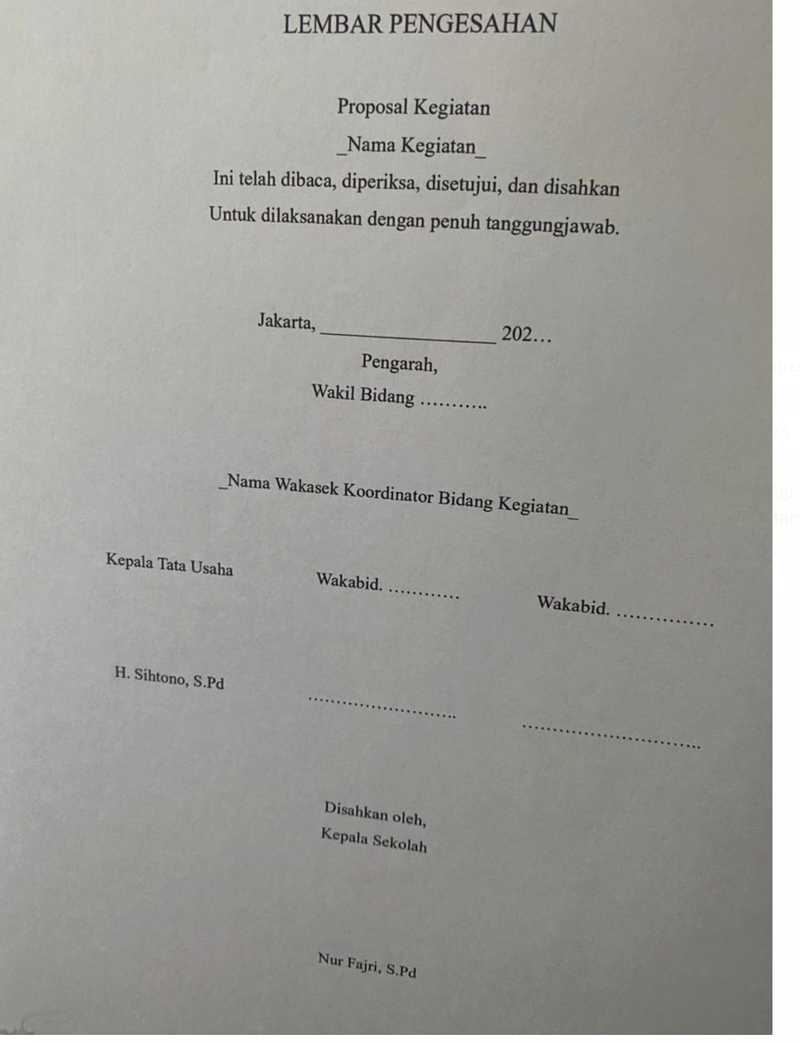 LEMBAR PENGESAHAN
Proposal Kegiatan
_Nama Kegiatan_
Ini telah dibaca, diperiksa, disetujui, dan disahkan
Untuk dilaksanakan dengan penuh tanggungjawab.
Jakarta, __________________ 202…
Pengarah,
Wakil Bidang ………..
_Nama Wakasek Koordinator Bidang Kegiatan_
Kepala Tata Usaha Wakabid. ………… Wakabid. ……………
H. Sihtono, S.Pd ……………………. ……………………….
Disahkan oleh,
Kepala Sekolah
Nur Fajri, S.Pd